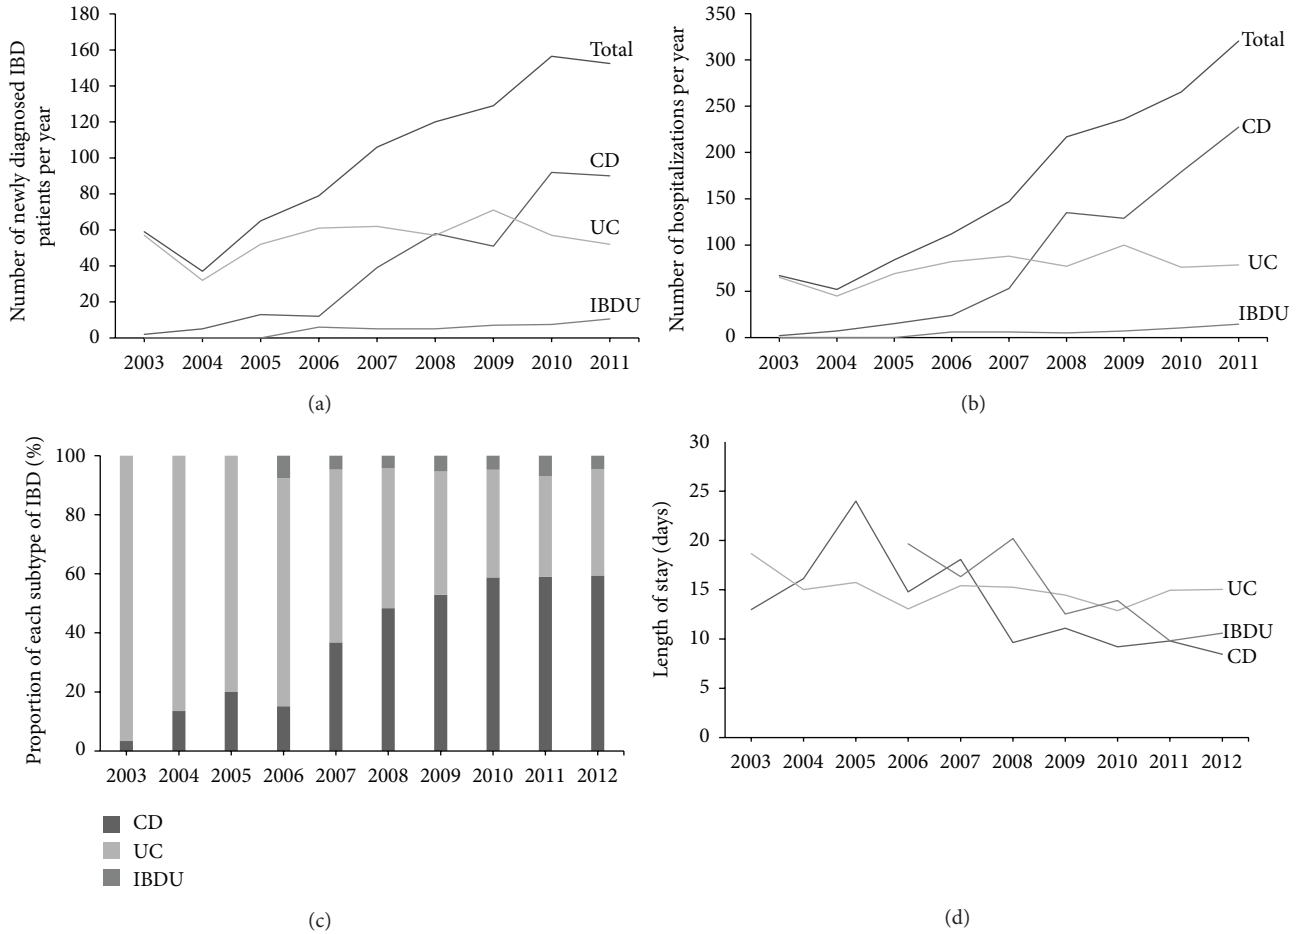 Number of newly diagnosed IBD
patients per year
180
160
140
120
100
80
60
40
20
0
Total
CD
UC
IBDU
2003 2004 2005 2006 2007 2008 2009 2010 2011
(a)
Number of hospitalizations per year
350
300
250
200
150
100
50
0
Total
CD
UC
IBDU
2003 2004 2005 2006 2007 2008 2009 2010 2011
(b)
Proportion of each subtype of IBD (%)
100
80
60
40
20
0
2003 2004 2005 2006 2007 2008 2009 2010 2011 2012
CD
UC
IBDU
(c)
Length of stay (days)
30
25
20
15
10
5
0
UC
IBDU
CD
2003 2004 2005 2006 2007 2008 2009 2010 2011 2012
(d)